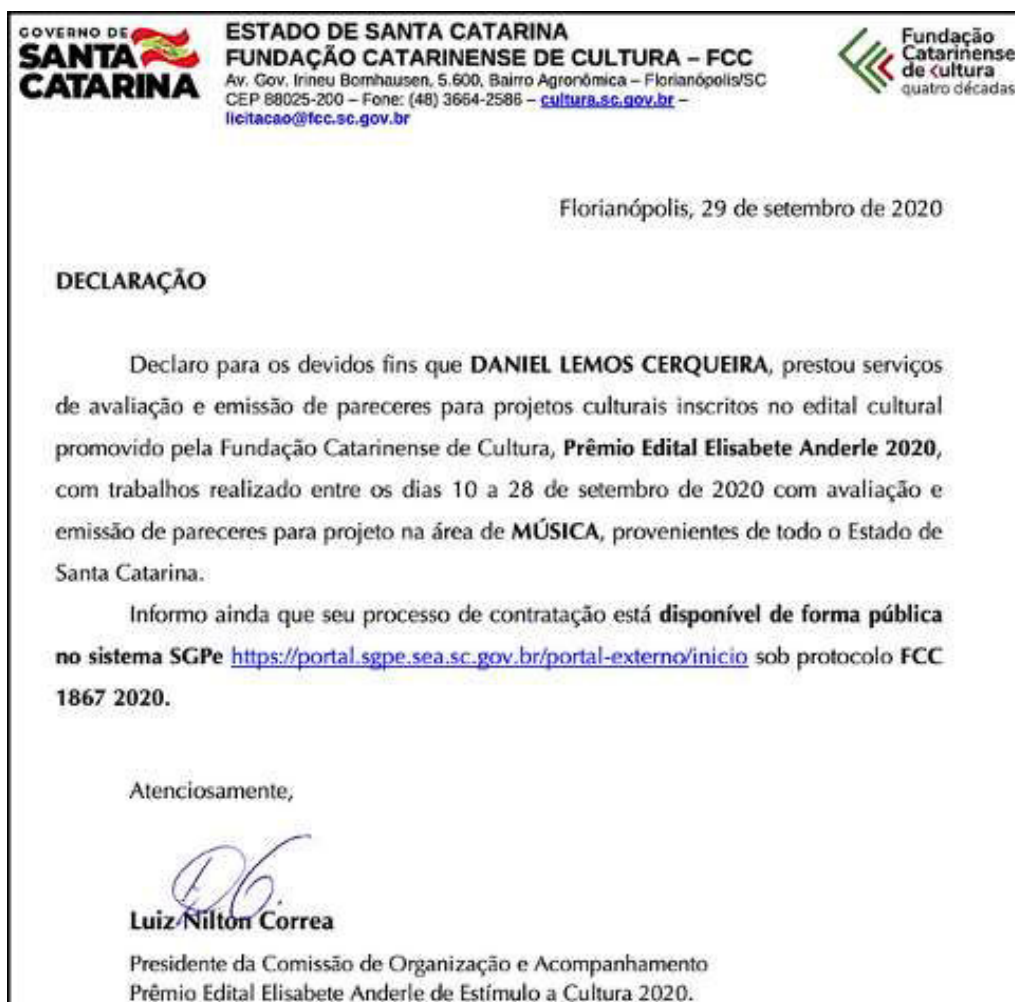 GOVERNO DE
SANTA
CATARINA
ESTADO DE SANTA CATARINA
FUNDAÇÃO CATARINENSE DE CULTURA – FCC
Av. Gov. Irineu Bornhausen, 5.600, Bairro Agronômica – Florianópolis/SC
CEP 88025-200 – Fone: (48) 3664-2586 – cultura.sc.gov.br –
licitacao@fcc.sc.gov.br
Fundação
Catarinense
de cultura
quatro décadas
Florianópolis, 29 de setembro de 2020
DECLARAÇÃO
Declaro para os devidos fins que DANIEL LEMOS CERQUEIRA, prestou serviços
de avaliação e emissão de pareceres para projetos culturais inscritos no edital cultural
promovido pela Fundação Catarinense de Cultura, Prêmio Edital Elisabete Anderle 2020,
com trabalhos realizado entre os dias 10 a 28 de setembro de 2020 com avaliação e
emissão de pareceres para projeto na área de MÚSICA, provenientes de todo o Estado de
Santa Catarina.
Informo ainda que seu processo de contratação está disponível de forma pública
no sistema SGPe https://portal.sgpe.sea.sc.gov.br/portal-externo/inicio sob protocolo FCC
1867 2020.
Atenciosamente,
Luiz Nilton Correa
Presidente da Comissão de Organização e Acompanhamento
Prêmio Edital Elisabete Anderle de Estímulo a Cultura 2020.